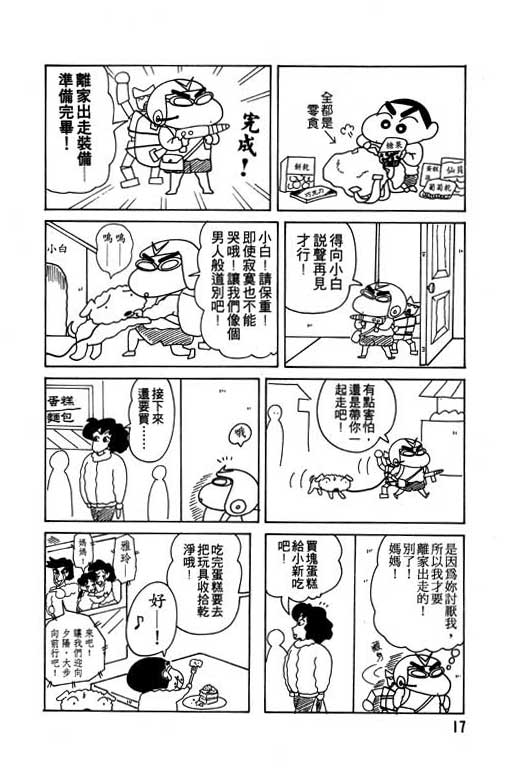 全都是
零食
糖果
餅乾
巧克力
蛋糕
仙貝
葡萄乾
離家出走裝備——
準備完畢！
完成！
得向小白
說聲再見
才行！
小白！請保重！
即使寂寞也不能
哭哦！讓我們像個
男人般道別吧！
嗚——
嗚——
小白
有點害怕，
還是帶你一
起走吧！
接下來
還要買…
哦
蛋糕
麵包
是因為妳討厭我，
所以我才要
離家出走的！
別了！
媽媽！
買塊蛋糕
給小新吃
吧！
吃完蛋糕要去
把玩具收拾乾
淨哦！
好——！♪
雅玲
媽媽！
來吧！
讓我們迎向
夕陽，大步
向前行吧！
17